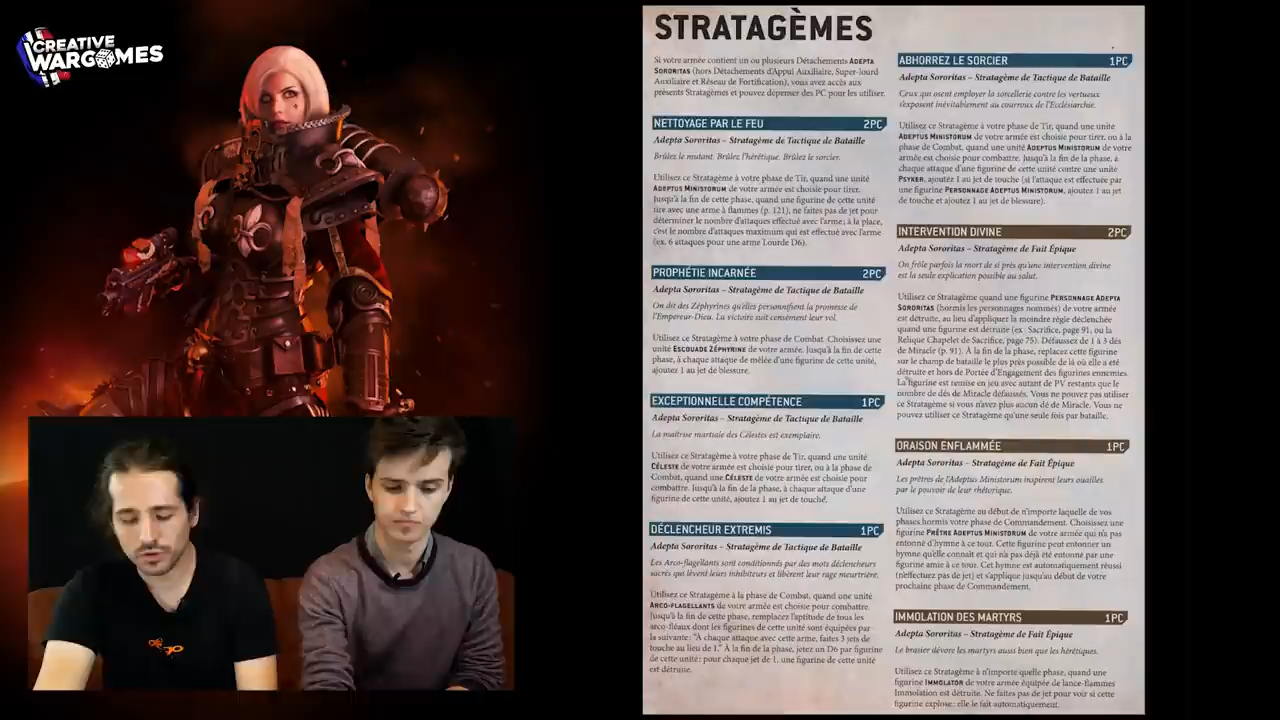 CREATIVE
WARGAMES
STRATAGÈMES
Si votre armée contient un ou plusieurs Détachements ADEPTA
SORORITAS (hors Détachements d'Appui Auxiliaire, Super-lourd
Auxiliaire et Réseau de Fortification), vous avez accès aux
présents Stratagèmes et pouvez dépenser des PC pour les utiliser.
NETTOYAGE PAR LE FEU 2PC
Adepta Sororitas – Stratagème de Tactique de Bataille
Brûlez le mutant. Brûlez l'hérétique. Brûlez le sorcier.
Utilisez ce Stratagème à votre phase de Tir, quand une unité
ADEPTUS MINISTORUM de votre armée est choisie pour tirer.
Jusqu'à la fin de cette phase, quand une figurine de cette unité
tire avec une arme à flammes (p. 121), ne faites pas de jet pour
déterminer le nombre d'attaques effectué avec l'arme; à la place,
c'est le nombre d'attaques maximum qui est effectué avec l'arme
(ex. 6 attaques pour une arme Lourde D6).
PROPHÉTIE INCARNÉE 2PC
Adepta Sororitas – Stratagème de Tactique de Bataille
On dit des Zéphyrines qu'elles personnifient la promesse de
l'Empereur-Dieu. La victoire suit censément leur vol.
Utilisez ce Stratagème à votre phase de Combat. Choisissez une
unité ESCOUADE ZÉPHYRINE de votre armée. Jusqu'à la fin de cette
phase, à chaque attaque de mêlée d'une figurine de cette unité,
ajoutez 1 au jet de blessure.
EXCEPTIONNELLE COMPÉTENCE 1PC
Adepta Sororitas – Stratagème de Tactique de Bataille
La maîtrise martiale des Célestes est exemplaire.
Utilisez ce Stratagème à votre phase de Tir, quand une unité
CÉLESTE de votre armée est choisie pour tirer, ou à la phase de
Combat, quand une CÉLESTE de votre armée est choisie pour
combattre. Jusqu'à la fin de la phase, à chaque attaque d'une
figurine de cette unité, ajoutez 1 au jet de touche.
DÉCLENCHEUR EXTREMIS 1PC
Adepta Sororitas – Stratagème de Tactique de Bataille
Les Arco-flagellants sont conditionnés par des mots déclencheurs
sacrés qui lèvent leurs inhibiteurs et libèrent leur rage meurtrière.
Utilisez ce Stratagème à la phase de Combat, quand une unité
ARCO-FLAGELLANTS de votre armée est choisie pour combattre.
Jusqu'à la fin de cette phase, remplacez l'aptitude de tous les
arco-fléaux dont les figurines de cette unité sont équipées par
la suivante: "À chaque attaque avec cette arme, faites 3 jets de
touche au lieu de 1." À la fin de la phase, jetez un D6 par figurine
de cette unité: pour chaque jet de 1, une figurine de cette unité
est détruite.
ABHORREZ LE SORCIER 1PC
Adepta Sororitas – Stratagème de Tactique de Bataille
Ceux qui osent employer la sorcellerie contre les vertueux
s'exposent inévitablement au courroux de l'Ecclésiarchie.
Utilisez ce Stratagème à votre phase de Tir, quand une unité
ADEPTUS MINISTORUM de votre armée est choisie pour tirer, ou à la
phase de Combat, quand une unité ADEPTUS MINISTORUM de votre
armée est choisie pour combattre. Jusqu'à la fin de la phase, à
chaque attaque d'une figurine de cette unité contre une unité
PSYKER, ajoutez 1 au jet de touche (si l'attaque est effectuée par
une figurine PERSONNAGE ADEPTUS MINISTORUM, ajoutez 1 au jet
de touche et ajoutez 1 au jet de blessure).
INTERVENTION DIVINE 2PC
Adepta Sororitas – Stratagème de Fait Épique
On frôle parfois la mort de si près qu'une intervention divine
est la seule explication possible au salut.
Utilisez ce Stratagème quand une figurine PERSONNAGE ADEPTA
SORORITAS (hormis les personnages nommés) de votre armée
est détruite, au lieu d'appliquer la moindre règle déclenchée
quand une figurine est détruite (ex : Sacrifice, page 91, ou la
Relique Chapelet de Sacrifice, page 75). Défaussez de 1 à 3 dés
de Miracle (p. 91). À la fin de la phase, replacez cette figurine
sur le champ de bataille le plus près possible de là où elle a été
détruite et hors de Portée d'Engagement des figurines ennemies.
La figurine est remise en jeu avec autant de PV restants que le
nombre de dés de Miracle défaussés. Vous ne pouvez pas utiliser
ce Stratagème si vous n'avez plus aucun dé de Miracle. Vous ne
pouvez utiliser ce Stratagème qu'une seule fois par bataille.
ORAISON ENFLAMMÉE 1PC
Adepta Sororitas – Stratagème de Fait Épique
Les prêtres de l'Adeptus Ministorum inspirent leurs ouailles
par le pouvoir de leur rhétorique.
Utilisez ce Stratagème au début de n'importe laquelle de vos
phases hormis votre phase de Commandement. Choisissez une
figurine PRÊTRE ADEPTUS MINISTORUM de votre armée qui n'a pas
entonné d'hymne à ce tour. Cette figurine peut entonner un
hymne qu'elle connaît et qui n'a pas déjà été entonné par une
figurine amie à ce tour. Cet hymne est automatiquement réussi
(n'effectuez pas de jet) et s'applique jusqu'au début de votre
prochaine phase de Commandement.
IMMOLATION DES MARTYRS 1PC
Adepta Sororitas – Stratagème de Fait Épique
Le brasier dévore les martyrs aussi bien que les hérétiques.
Utilisez ce Stratagème à n'importe quelle phase, quand une
figurine IMMOLATOR de votre armée équipée de lance-flammes
Immolation est détruite. Ne faites pas de jet pour voir si cette
figurine explose: elle le fait automatiquement.